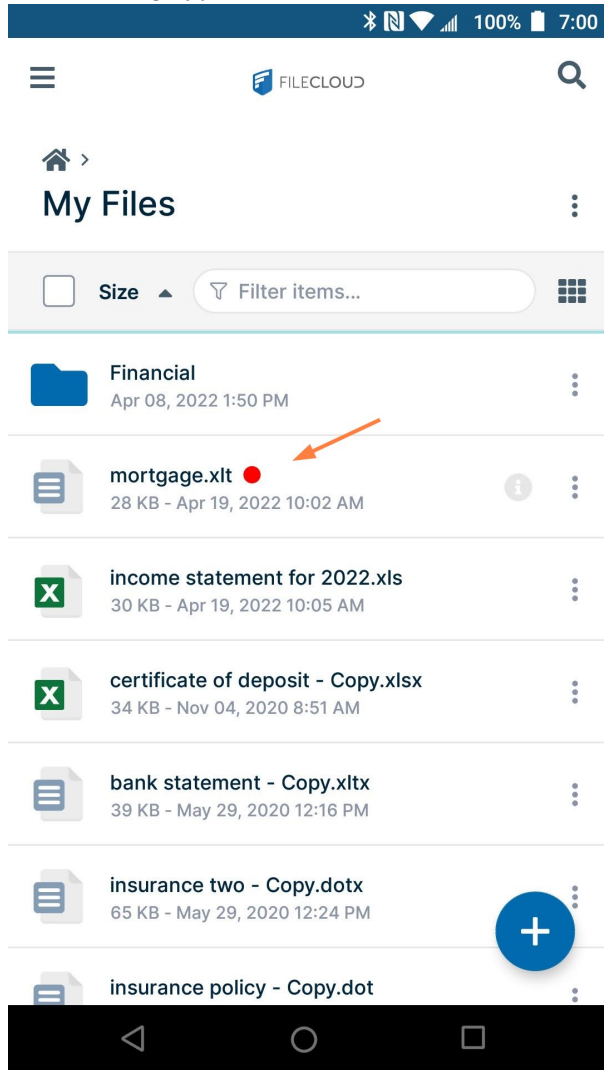 100% 7:00
FILECLOUD
My Files
Size Filter items...
Financial
Apr 08, 2022 1:50 PM
mortgage.xlt
28 KB - Apr 19, 2022 10:02 AM
income statement for 2022.xls
30 KB - Apr 19, 2022 10:05 AM
certificate of deposit - Copy.xlsx
34 KB - Nov 04, 2020 8:51 AM
bank statement - Copy.xltx
39 KB - May 29, 2020 12:16 PM
insurance two - Copy.dotx
65 KB - May 29, 2020 12:24 PM
insurance policy - Copy.dot